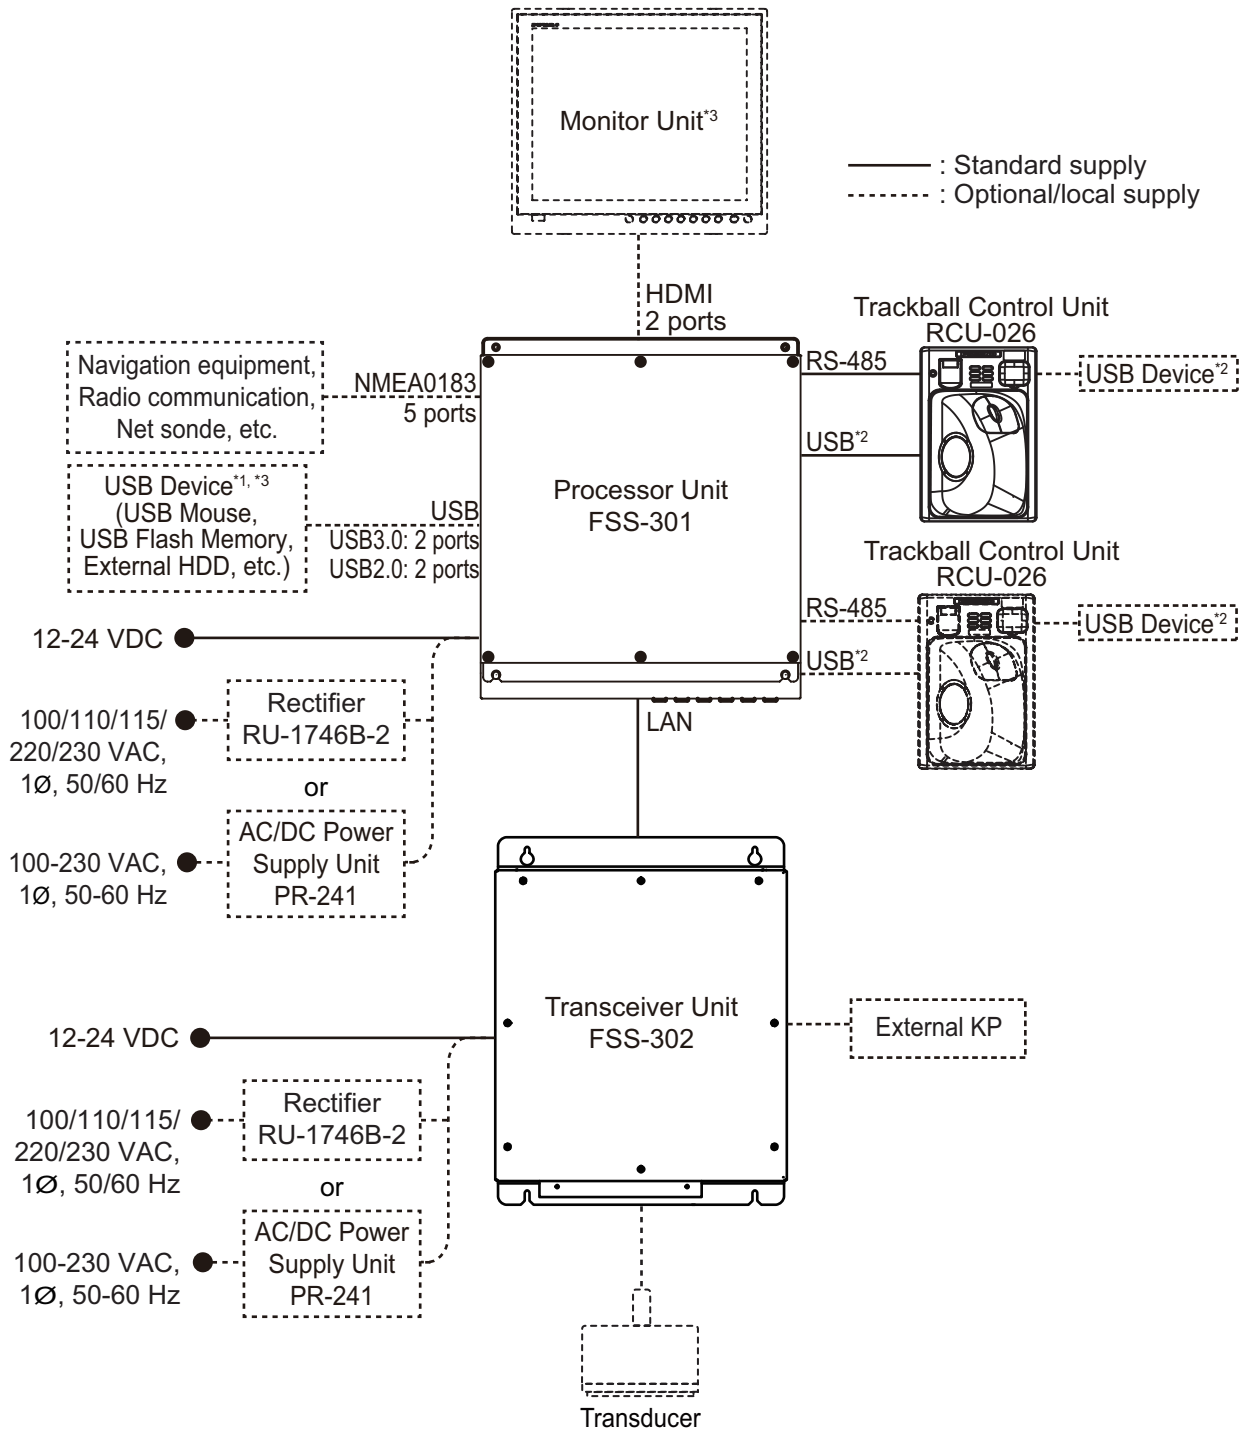 Monitor Unit*3
: Standard supply
: Optional/local supply
HDMI
2 ports
Trackball Control Unit
RCU-026
Navigation equipment,
Radio communication,
Net sonde, etc.
NMEA0183
5 ports
RS-485
USB Device*2
USB*2
USB Device*1, *3
(USB Mouse,
USB Flash Memory,
External HDD, etc.)
USB
USB3.0: 2 ports
USB2.0: 2 ports
Processor Unit
FSS-301
Trackball Control Unit
RCU-026
RS-485
USB Device*2
USB*2
12-24 VDC
Rectifier
RU-1746B-2
100/110/115/
220/230 VAC,
1Ø, 50/60 Hz
or
LAN
AC/DC Power
Supply Unit
PR-241
100-230 VAC,
1Ø, 50-60 Hz
Transceiver Unit
FSS-302
External KP
12-24 VDC
Rectifier
RU-1746B-2
100/110/115/
220/230 VAC,
1Ø, 50/60 Hz
or
AC/DC Power
Supply Unit
PR-241
100-230 VAC,
1Ø, 50-60 Hz
Transducer